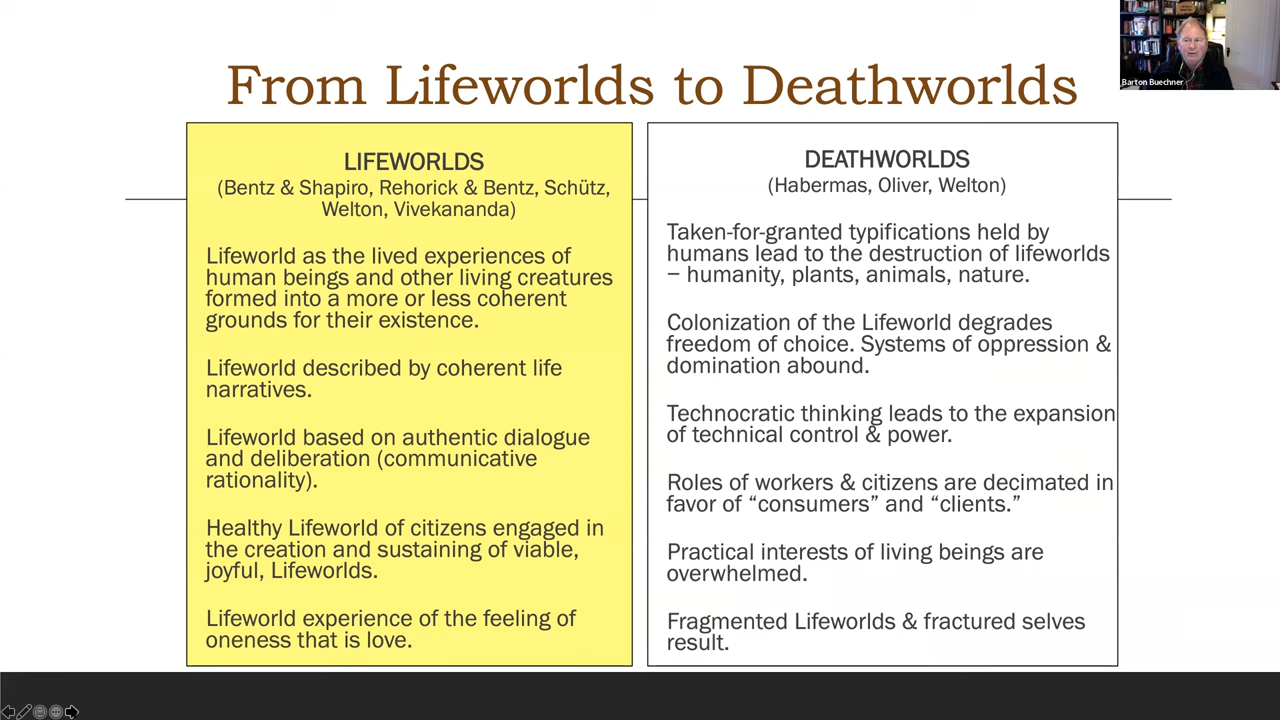 From Lifeworlds to Deathworlds
Barton Buechner
LIFEWORLDS
(Bentz & Shapiro, Rehorick & Bentz, Schütz,
Welton, Vivekananda)
Lifeworld as the lived experiences of
human beings and other living creatures
formed into a more or less coherent
grounds for their existence.
Lifeworld described by coherent life
narratives.
Lifeworld based on authentic dialogue
and deliberation (communicative
rationality).
Healthy Lifeworld of citizens engaged in
the creation and sustaining of viable,
joyful, Lifeworlds.
Lifeworld experience of the feeling of
oneness that is love.
DEATHWORLDS
(Habermas, Oliver, Welton)
Taken-for-granted typifications held by
humans lead to the destruction of lifeworlds
– humanity, plants, animals, nature.
Colonization of the Lifeworld degrades
freedom of choice. Systems of oppression &
domination abound.
Technocratic thinking leads to the expansion
of technical control & power.
Roles of workers & citizens are decimated in
favor of “consumers” and “clients.”
Practical interests of living beings are
overwhelmed.
Fragmented Lifeworlds & fractured selves
result.